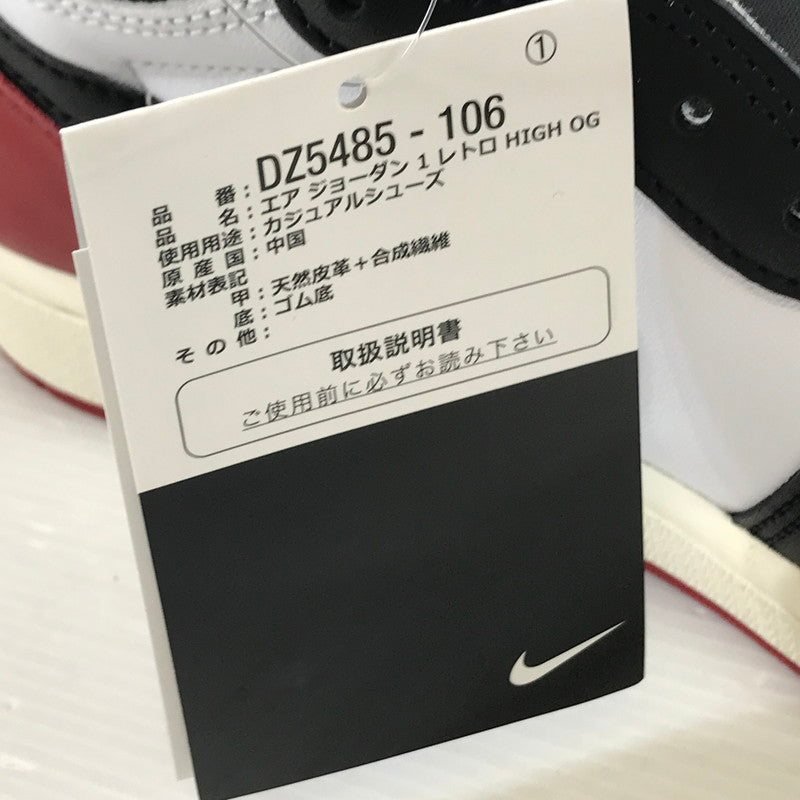 ①
品 番：DZ5485 - 106
品 名：エア ジョーダン 1 レトロ HIGH OG
使用用途：カジュアルシューズ
原 産 国：中国
素材表記
甲：天然皮革＋合成繊維
底：ゴム底
そ の 他：
取扱説明書
ご使用前に必ずお読み下さい